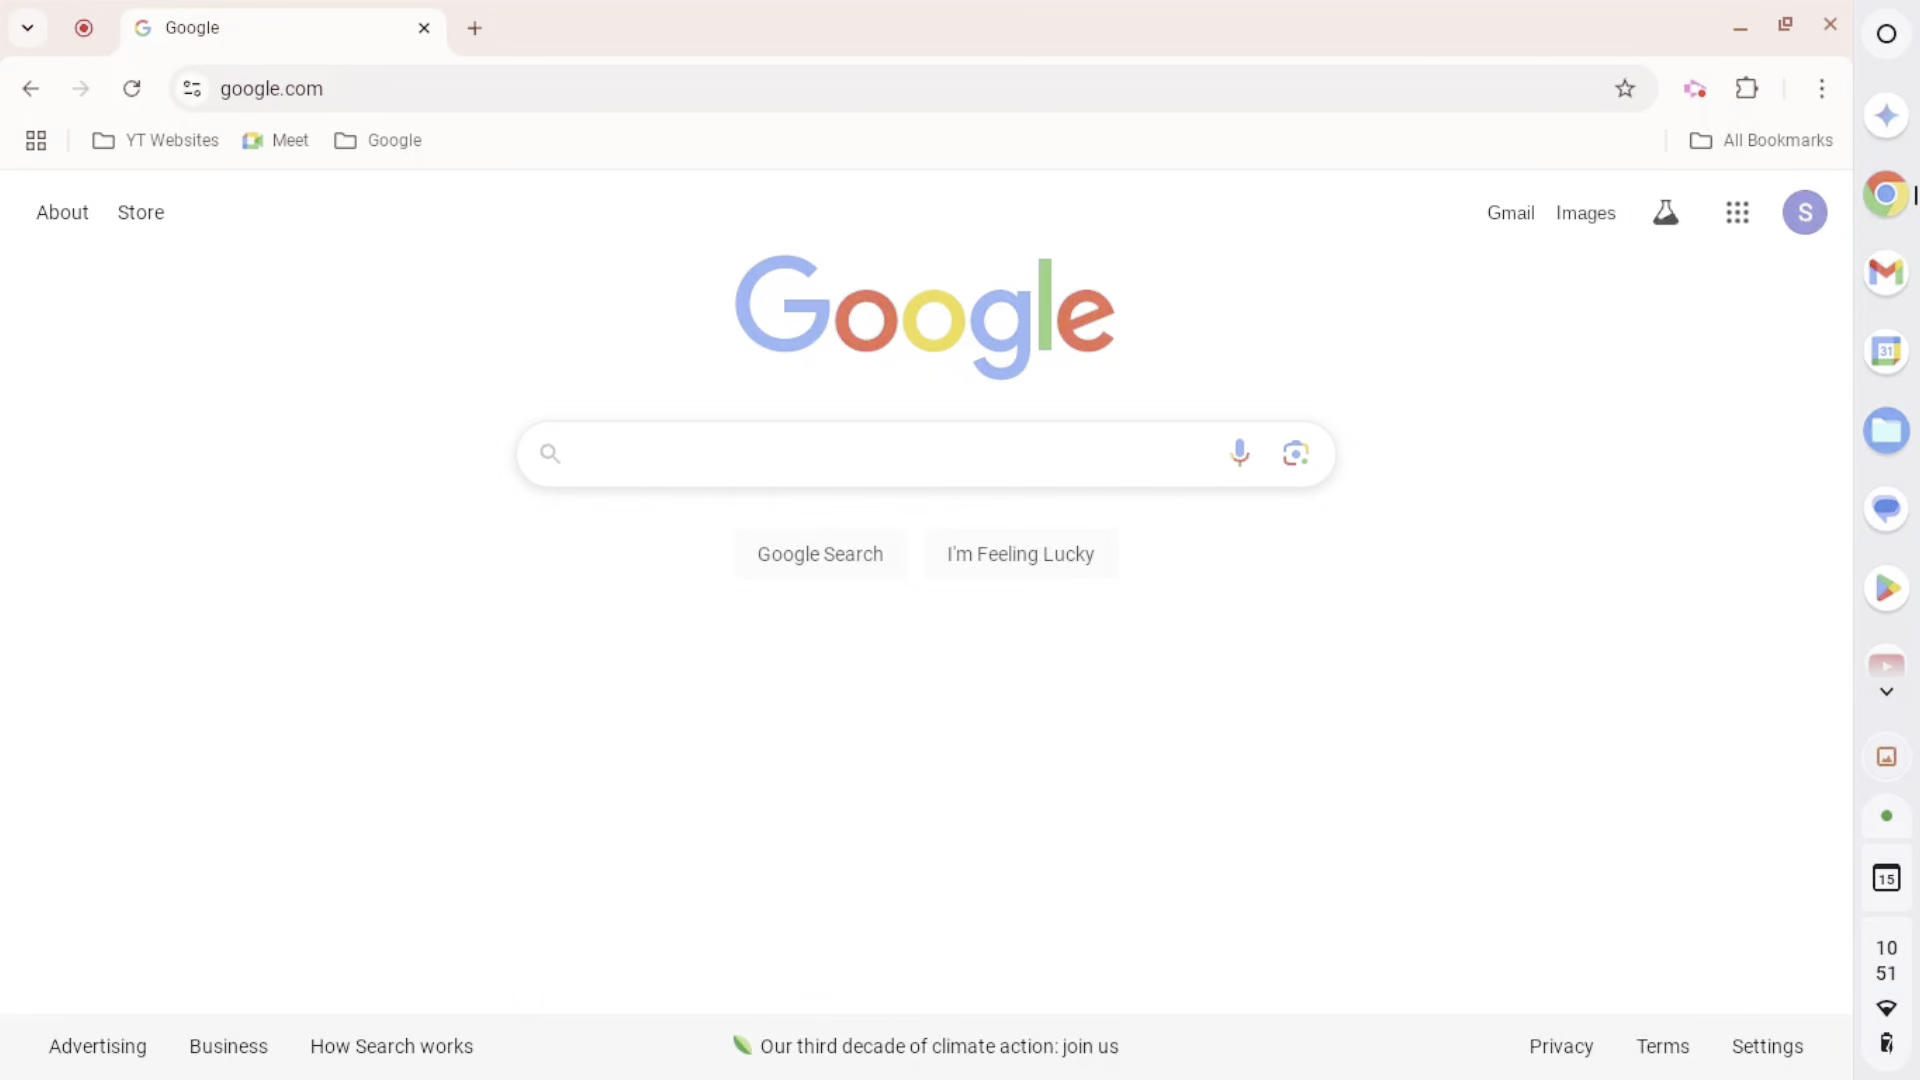 Google
google.com
YT Websites Meet Google All Bookmarks
About Store Gmail Images S
Google
31
Google Search I'm Feeling Lucky
15
10
51
Advertising Business How Search works Our third decade of climate action: join us Privacy Terms Settings